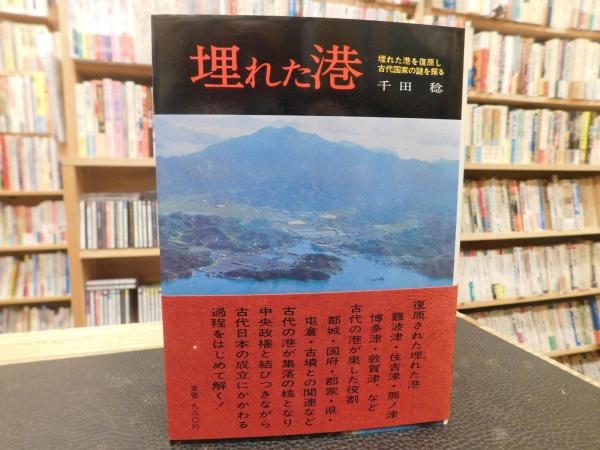 埋れた港
埋れた港を復原し
古代国家の謎を探る
千田 稔
復原された埋れた港
難波津・住吉津・那ノ津
博多津・敦賀津、など
古代の港が果した役割
都城・国府・郡家・県・
屯倉・古墳との関連など
古代の港が集落の核となり
中央政権と結びつきながら
古代日本の成立にかかわる
過程をはじめて解く!
定価・九八〇円